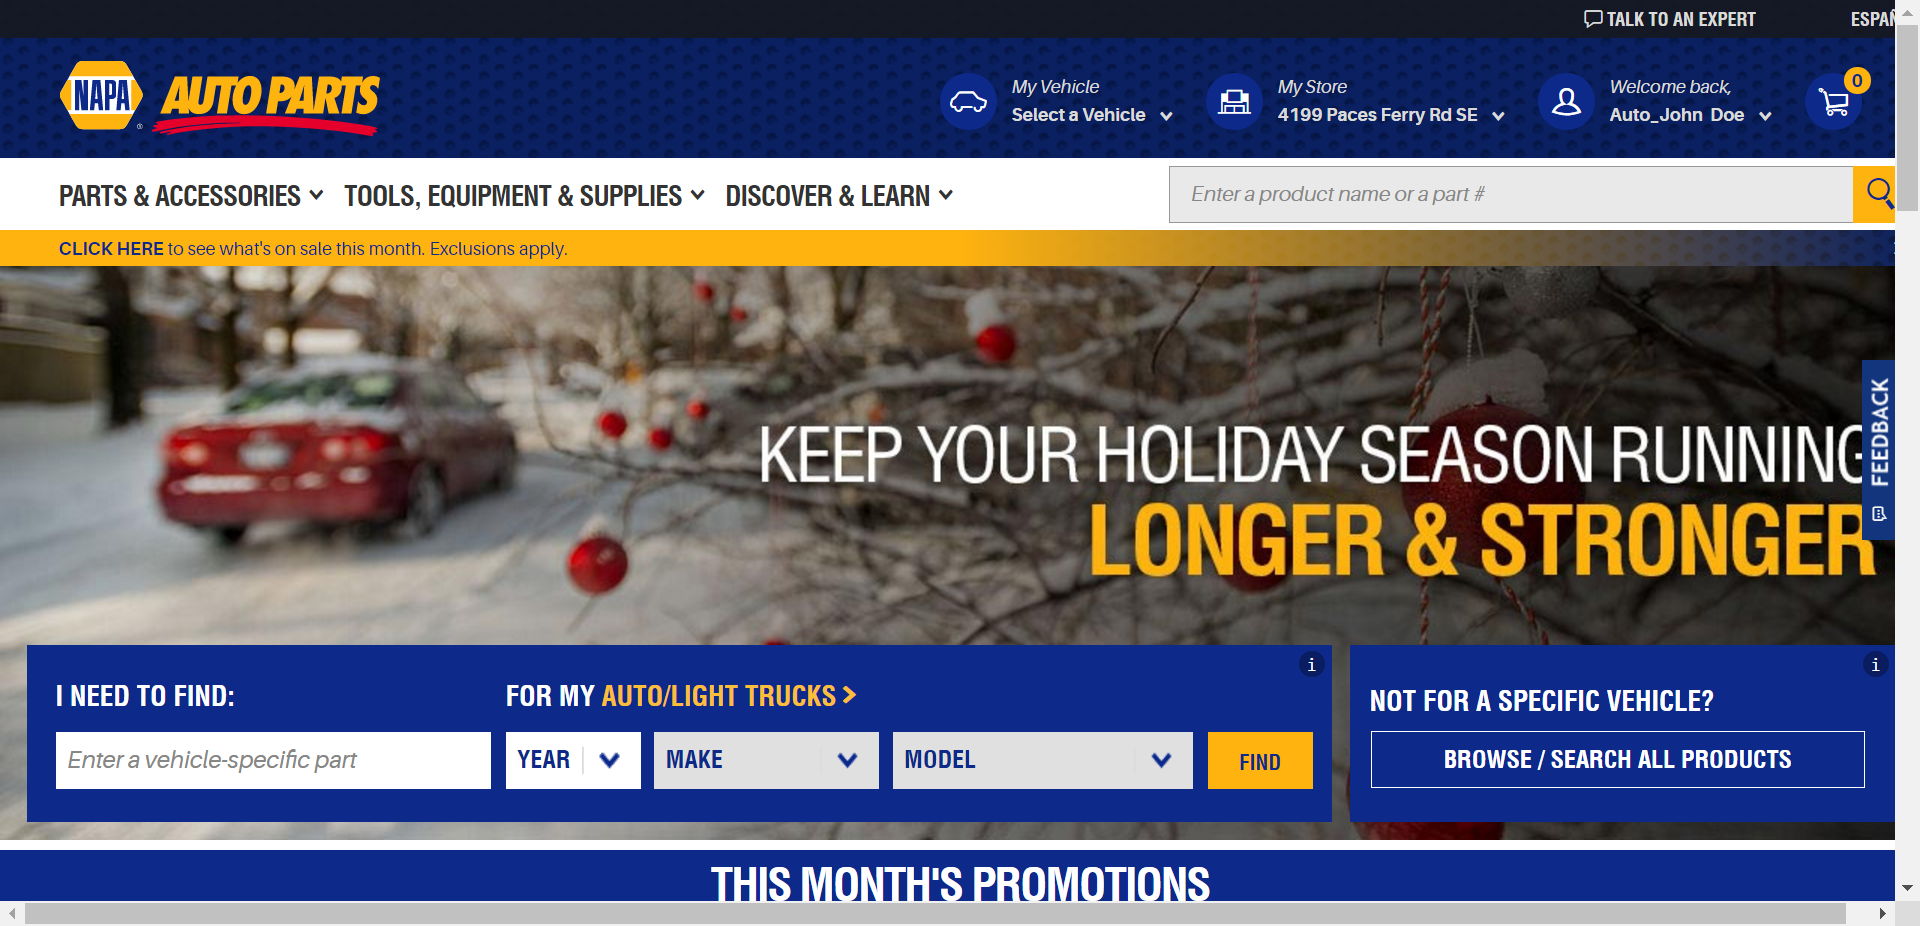 TALK TO AN EXPERT
NAPA AUTO PARTS
®
My Vehicle
Select a Vehicle
My Store
4199 Paces Ferry Rd SE
Welcome back,
Auto_John Doe
0
PARTS & ACCESSORIES
TOOLS, EQUIPMENT & SUPPLIES
DISCOVER & LEARN
Enter a product name or a part #
CLICK HERE to see what's on sale this month. Exclusions apply.
KEEP YOUR HOLIDAY SEASON RUNNING
LONGER & STRONGER
FEEDBACK
I NEED TO FIND:
FOR MY AUTO/LIGHT TRUCKS >
i
Enter a vehicle-specific part
YEAR
MAKE
MODEL
FIND
i
NOT FOR A SPECIFIC VEHICLE?
BROWSE / SEARCH ALL PRODUCTS
THIS MONTH'S PROMOTIONS